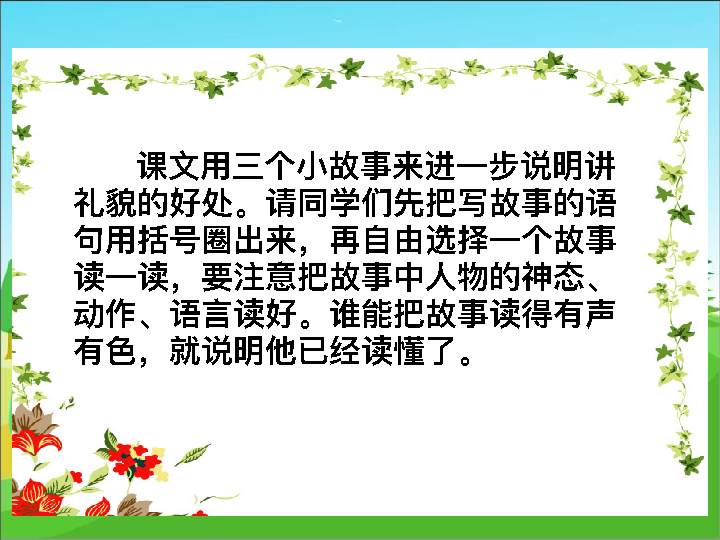 课文用三个小故事来进一步说明讲
礼貌的好处。请同学们先把写故事的语
句用括号圈出来，再自由选择一个故事
读一读，要注意把故事中人物的神态、
动作、语言读好。谁能把故事读得有声
有色，就说明他已经读懂了。